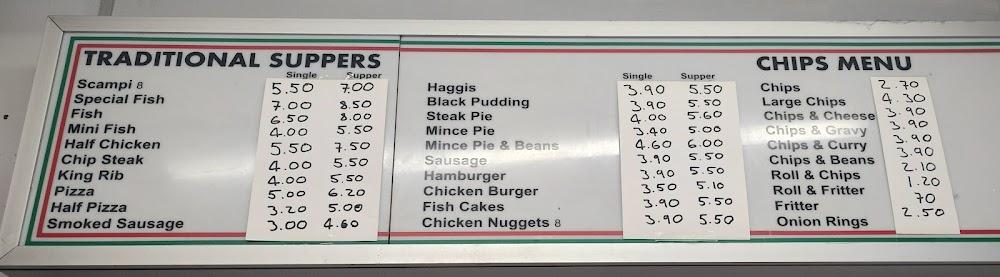 TRADITIONAL SUPPERS
Single Supper
Scampi 8 5.50 7.00
Special Fish 7.00 8.50
Fish 6.50 8.00
Mini Fish 4.00 5.50
Half Chicken 5.50 7.50
Chip Steak 4.00 5.50
King Rib 4.00 5.50
Pizza 5.00 6.20
Half Pizza 3.20 5.00
Smoked Sausage 3.00 4.60
Single Supper
Haggis 3.90 5.50
Black Pudding 3.90 5.50
Steak Pie 4.00 5.60
Mince Pie 3.40 5.00
Mince Pie & Beans 4.60 6.00
Sausage 3.90 5.50
Hamburger 3.90 5.50
Chicken Burger 3.50 5.10
Fish Cakes 3.90 5.50
Chicken Nuggets 8 3.90 5.50
CHIPS MENU
Chips 2.70
Large Chips 4.30
Chips & Cheese 3.90
Chips & Gravy 3.90
Chips & Curry 3.90
Chips & Beans 3.90
Roll & Chips 2.10
Roll & Fritter 1.20
Fritter 70
Onion Rings 2.50